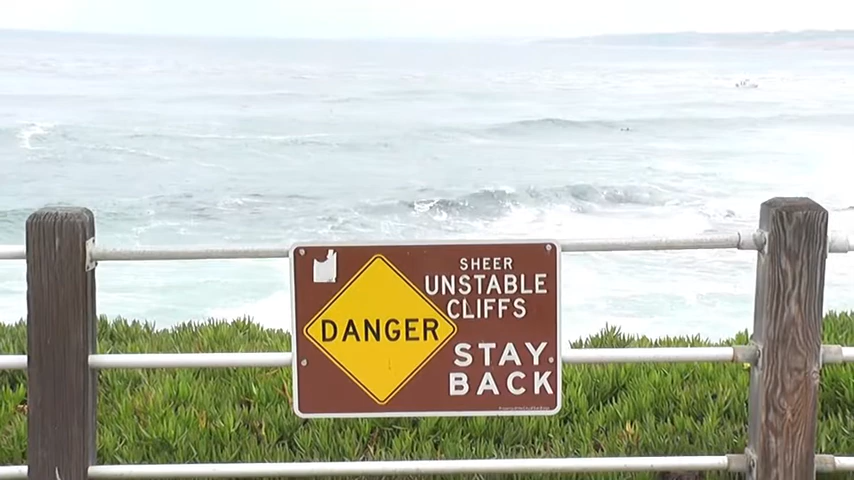 DANGER
SHEER
UNSTABLE
CLIFFS
STAY
BACK